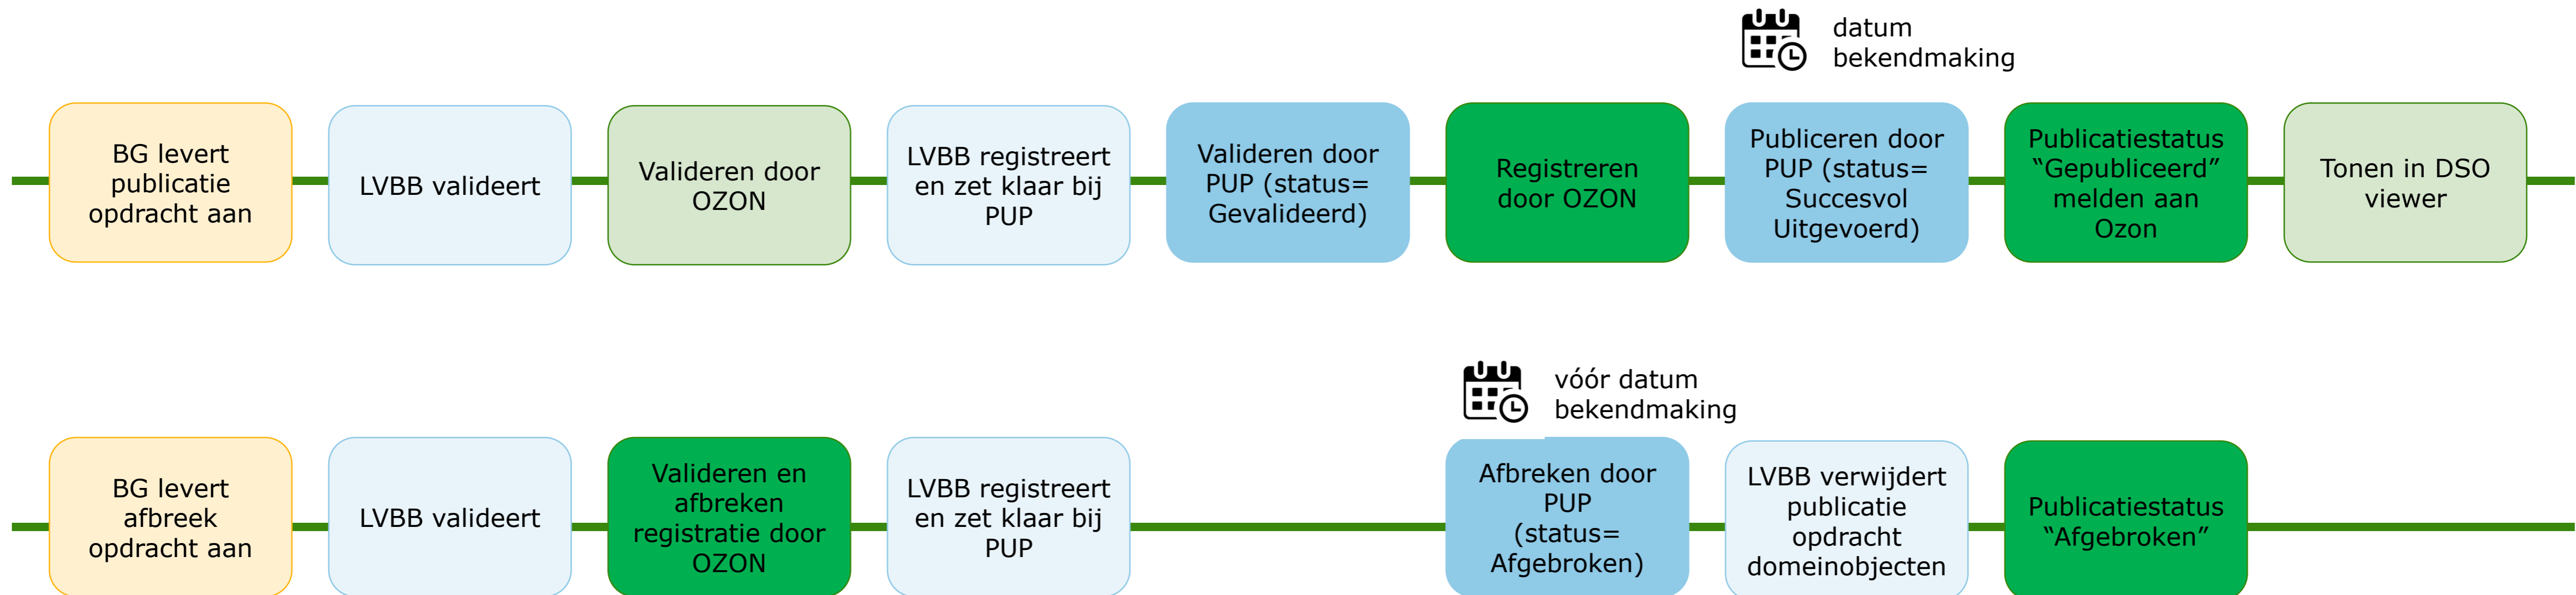 datum
bekendmaking
BG levert
publicatie
opdracht aan
LVBB valideert
Valideren door
OZON
LVBB registreert
en zet klaar bij
PUP
Valideren door
PUP (status=
Gevalideerd)
Registreren
door OZON
Publiceren door
PUP (status=
Succesvol
Uitgevoerd)
Publicatiestatus
“Gepubliceerd”
melden aan
Ozon
Tonen in DSO
viewer
vóór datum
bekendmaking
BG levert
afbreek
opdracht aan
LVBB valideert
Valideren en
afbreken
registratie door
OZON
LVBB registreert
en zet klaar bij
PUP
Afbreken door
PUP
(status=
Afgebroken)
LVBB verwijdert
publicatie
opdracht
domeinobjecten
Publicatiestatus
“Afgebroken”